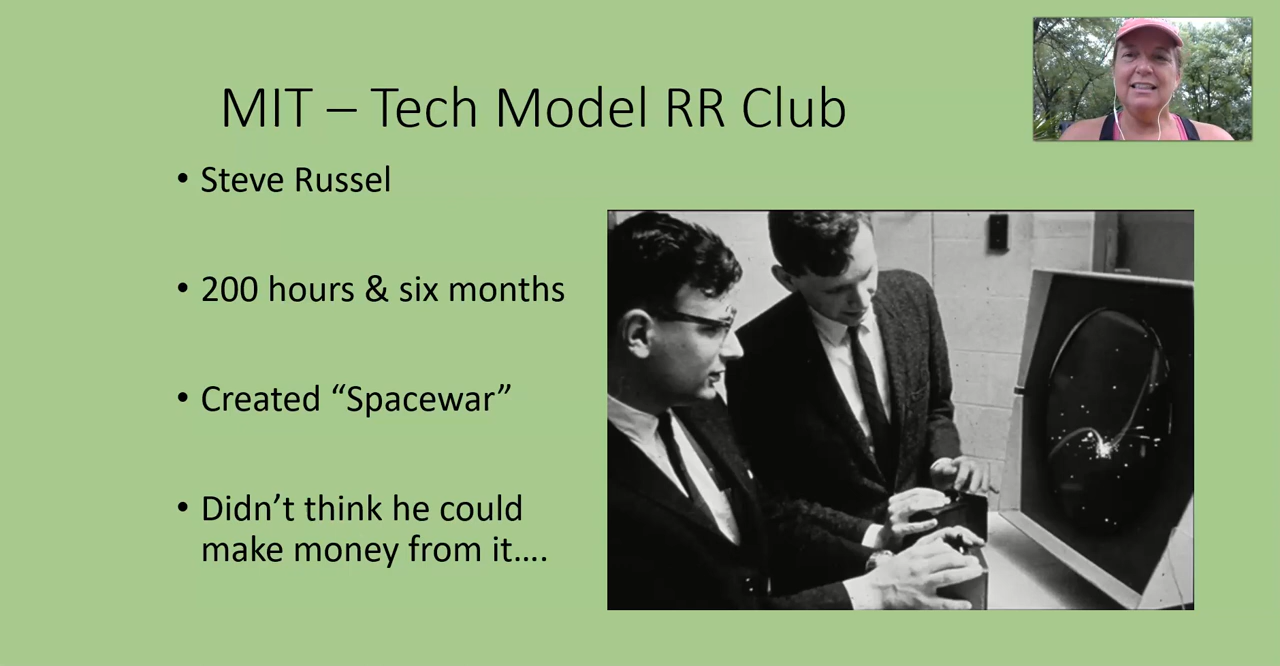 MIT – Tech Model RR Club
• Steve Russel
• 200 hours & six months
• Created “Spacewar”
• Didn’t think he could
make money from it….